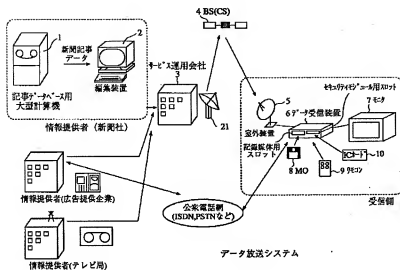 4 BS(CS)
1
2
新聞記事
データ
記事データベース用
大型計算機
編集装置
情報提供者(新聞社)
サービス運用会社
3
21
セキュリティモジュール用スロット
5
6 データ受信装置
7 モニタ
室外装置
記録媒体用
スロット
ICカード
10
8 MO
88
9 リモコン
受信側
情報提供者(広告提供企業)
公衆電話網
(ISDN,PSTNなど)
情報提供者(テレビ局)
データ放送システム